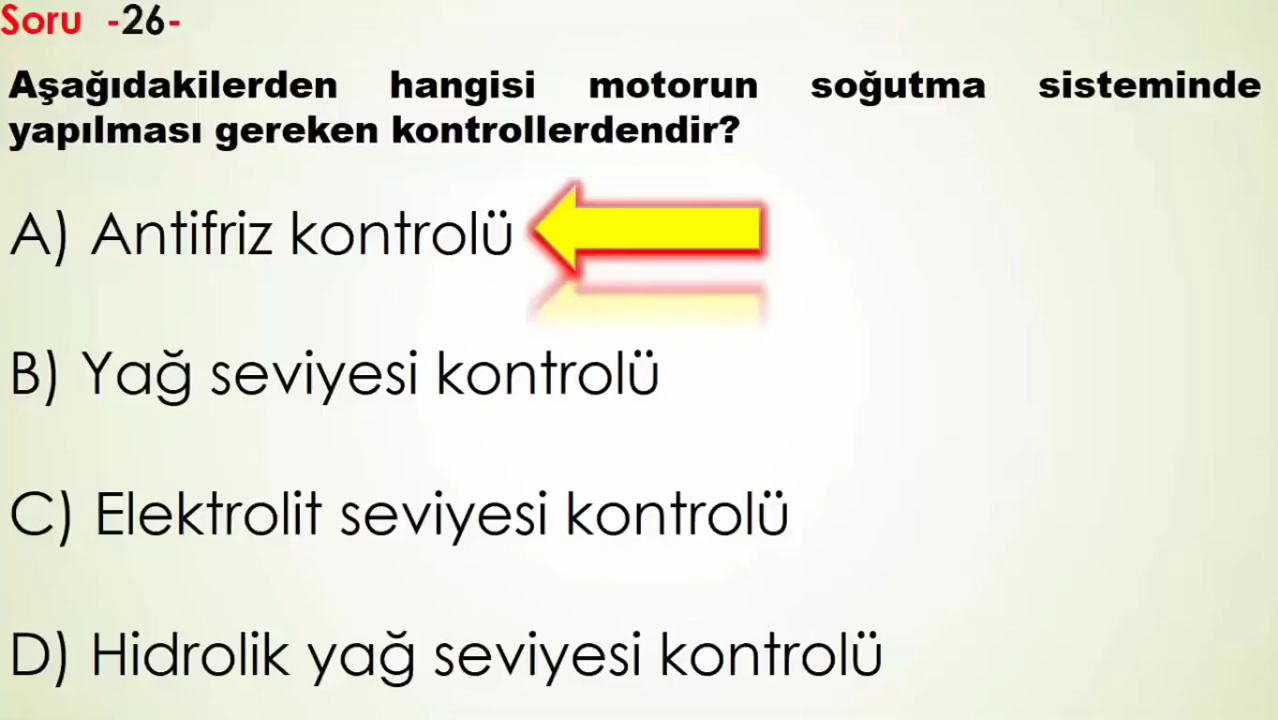 Soru -26-
Aşağıdakilerden hangisi motorun soğutma sisteminde
yapılması gereken kontrollerdendir?
A) Antifriz kontrolü
B) Yağ seviyesi kontrolü
C) Elektrolit seviyesi kontrolü
D) Hidrolik yağ seviyesi kontrolü